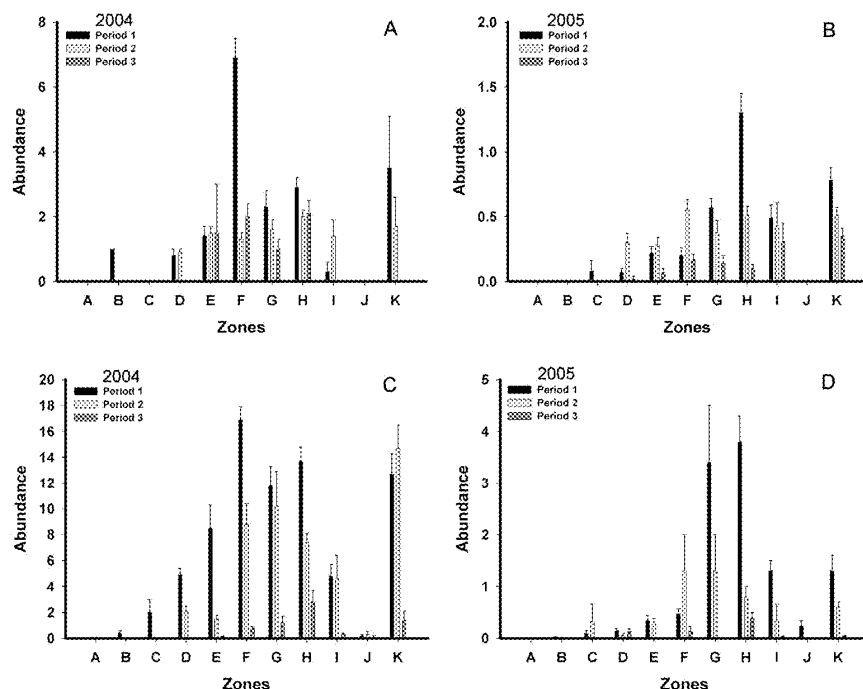 2004
A
Period 1
Period 2
Period 3
8
6
4
2
0
Abundance
A B C D E F G H I J K
Zones
2005
B
Period 1
Period 2
Period 3
2.0
1.5
1.0
0.5
0.0
Abundance
A B C D E F G H I J K
Zones
2004
C
Period 1
Period 2
Period 3
20
18
16
14
12
10
8
6
4
2
0
Abundance
A B C D E F G H I J K
Zones
2005
D
Period 1
Period 2
Period 3
5
4
3
2
1
0
Abundance
A B C D E F G H I J K
Zones